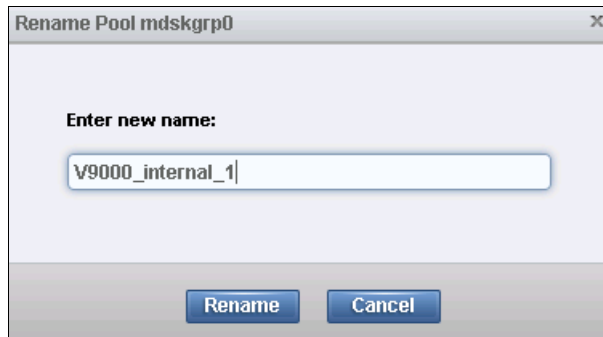 Rename Pool mdskgrp0
Enter new name:
V9000_internal_1
Rename Cancel